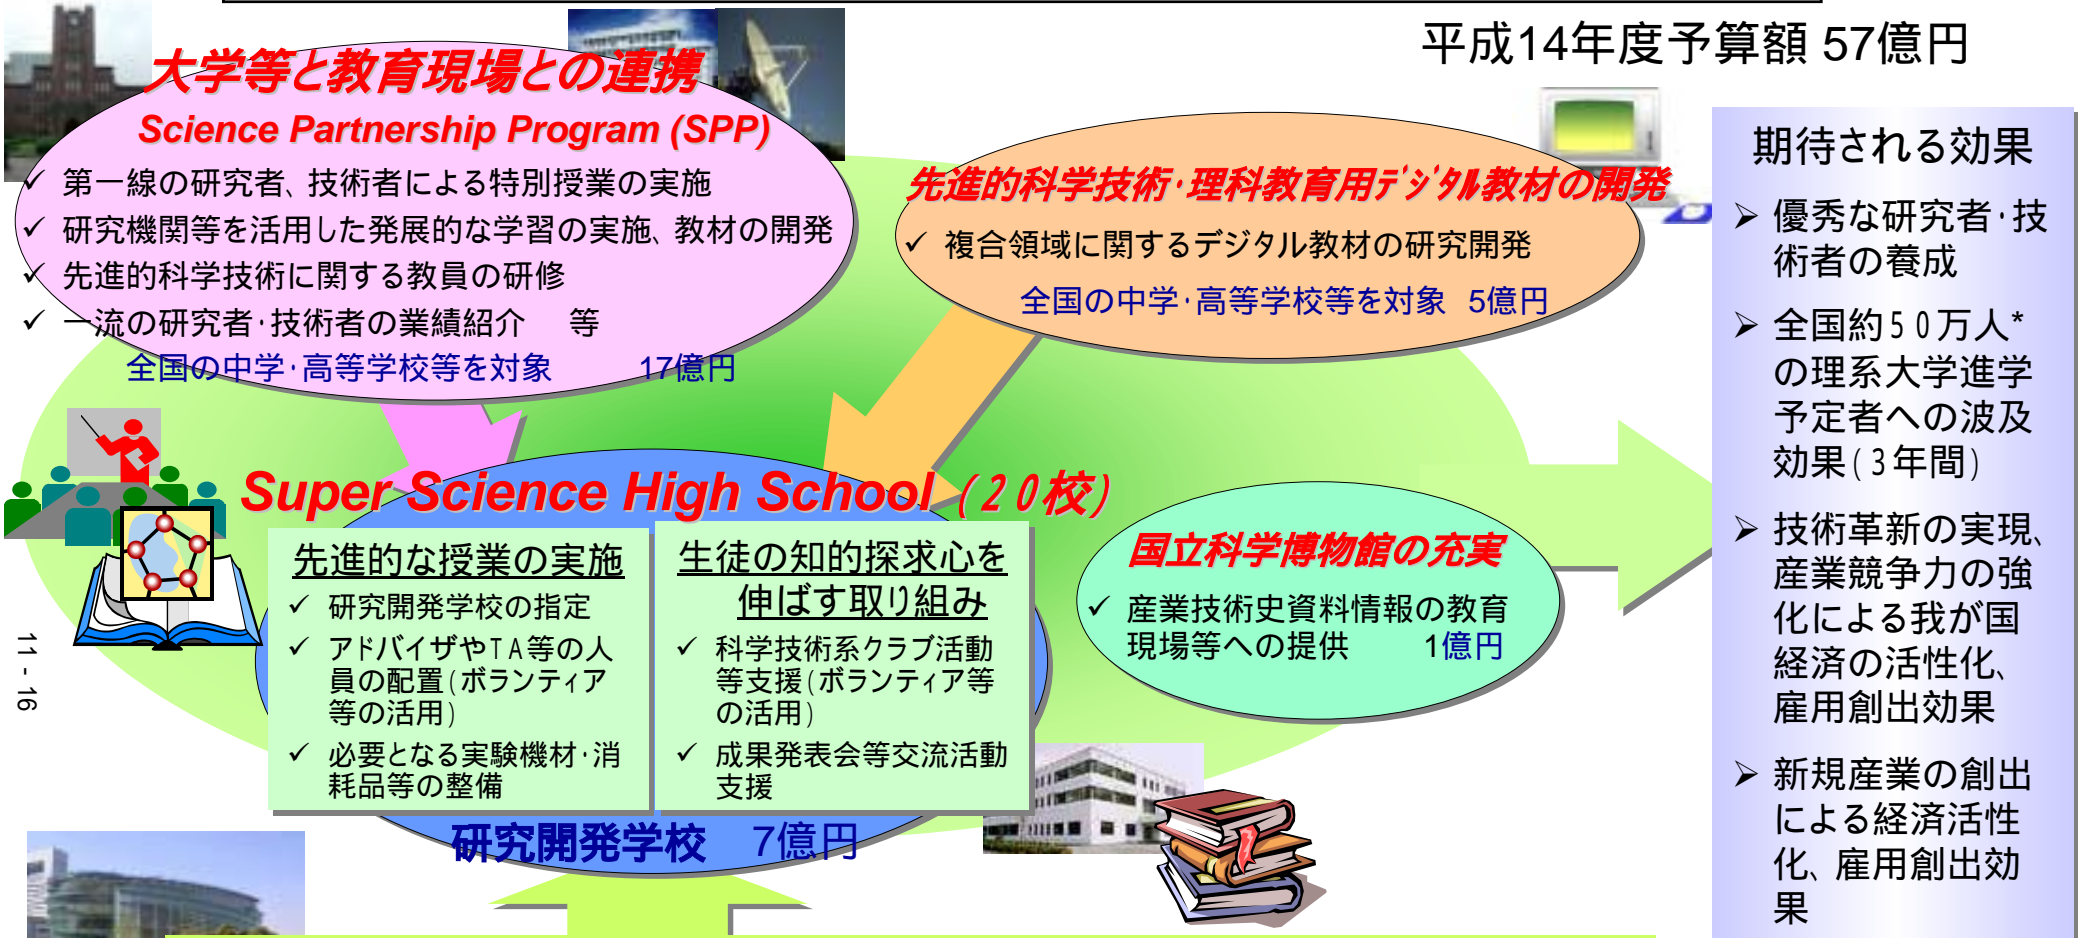 平成14年度予算額 57億円
大学等と教育現場との連携
Science Partnership Program (SPP)
✓ 第一線の研究者、技術者による特別授業の実施
✓ 研究機関等を活用した発展的な学習の実施、教材の開発
✓ 先進的科学技術に関する教員の研修
✓ 一流の研究者・技術者の業績紹介 等
全国の中学・高等学校等を対象 17億円
先進的科学技術・理科教育用デジタル教材の開発
✓ 複合領域に関するデジタル教材の研究開発
全国の中学・高等学校等を対象 5億円
Super Science High School (20校)
先進的な授業の実施
✓ 研究開発学校の指定
✓ アドバイザやTA等の人
員の配置(ボランティア
等の活用)
✓ 必要となる実験機材・消
耗品等の整備
生徒の知的探求心を
伸ばす取り組み
✓ 科学技術系クラブ活動
等支援(ボランティア等
の活用)
✓ 成果発表会等交流活動
支援
研究開発学校 7億円
国立科学博物館の充実
✓ 産業技術史資料情報の教育
現場等への提供 1億円
期待される効果
➢ 優秀な研究者・技
術者の養成
➢ 全国約50万人*
の理系大学進学
予定者への波及
効果(3年間)
➢ 技術革新の実現、
産業競争力の強
化による我が国
経済の活性化、
雇用創出効果
➢ 新規産業の創出
による経済活性
化、雇用創出効
果
11-16